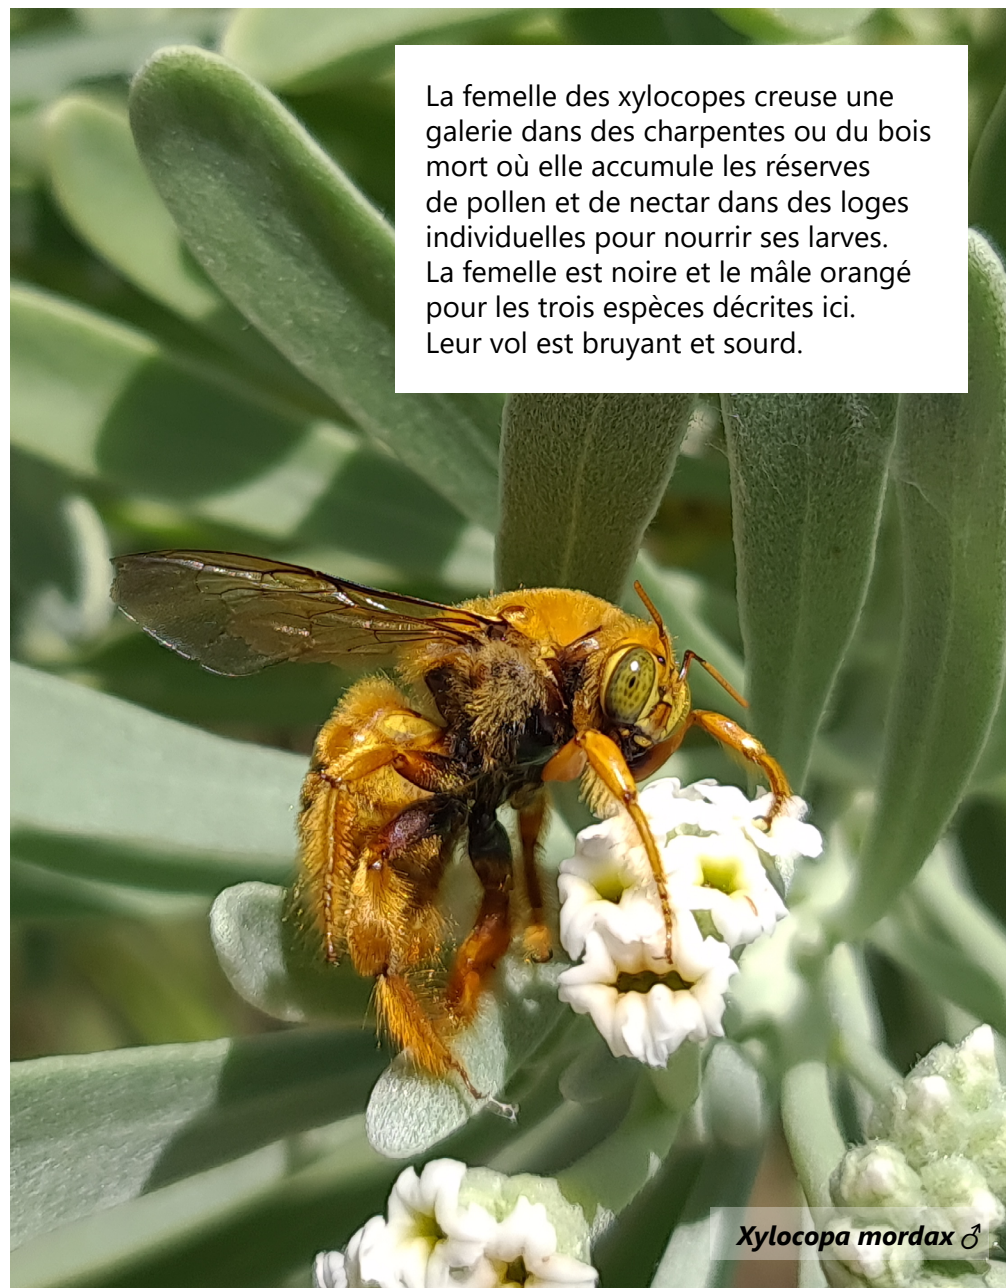 La femelle des xylocopes creuse une
galerie dans des charpentes ou du bois
mort où elle accumule les réserves
de pollen et de nectar dans des loges
individuelles pour nourrir ses larves.
La femelle est noire et le mâle orangé
pour les trois espèces décrites ici.
Leur vol est bruyant et sourd.
Xylocopa mordax ♂